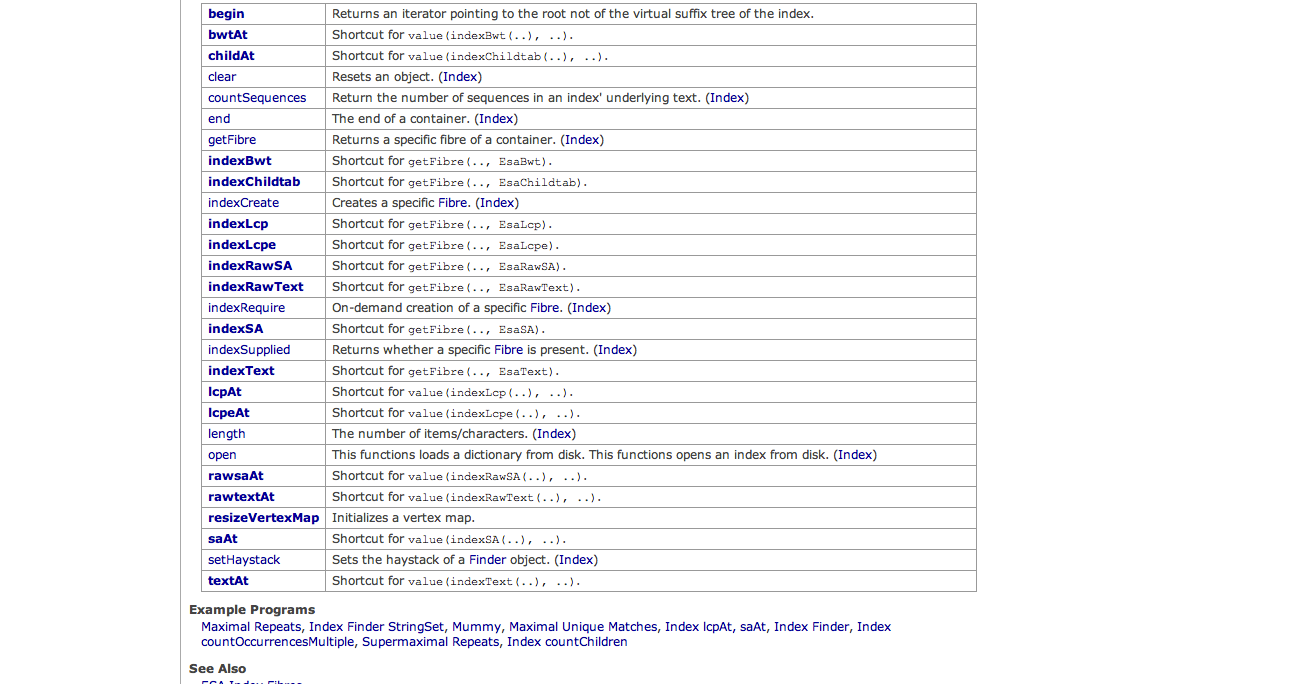 begin Returns an iterator pointing to the root not of the virtual suffix tree of the index.
bwtAt Shortcut for value(indexBwt(..), ..).
childAt Shortcut for value(indexChildtab(..), ..).
clear Resets an object. (Index)
countSequences Return the number of sequences in an index' underlying text. (Index)
end The end of a container. (Index)
getFibre Returns a specific fibre of a container. (Index)
indexBwt Shortcut for getFibre(.., EsaBwt).
indexChildtab Shortcut for getFibre(.., EsaChildtab).
indexCreate Creates a specific Fibre. (Index)
indexLcp Shortcut for getFibre(.., EsaLcp).
indexLcpe Shortcut for getFibre(.., EsaLcpe).
indexRawSA Shortcut for getFibre(.., EsaRawSA).
indexRawText Shortcut for getFibre(.., EsaRawText).
indexRequire On-demand creation of a specific Fibre. (Index)
indexSA Shortcut for getFibre(.., EsaSA).
indexSupplied Returns whether a specific Fibre is present. (Index)
indexText Shortcut for getFibre(.., EsaText).
lcpAt Shortcut for value(indexLcp(..), ..).
lcpeAt Shortcut for value(indexLcpe(..), ..).
length The number of items/characters. (Index)
open This functions loads a dictionary from disk. This functions opens an index from disk. (Index)
rawsaAt Shortcut for value(indexRawSA(..), ..).
rawtextAt Shortcut for value(indexRawText(..), ..).
resizeVertexMap Initializes a vertex map.
saAt Shortcut for value(indexSA(..), ..).
setHaystack Sets the haystack of a Finder object. (Index)
textAt Shortcut for value(indexText(..), ..).
Example Programs
Maximal Repeats, Index Finder StringSet, Mummy, Maximal Unique Matches, Index lcpAt, saAt, Index Finder, Index
countOccurrencesMultiple, Supermaximal Repeats, Index countChildren
See Also
ESA Index Fibres